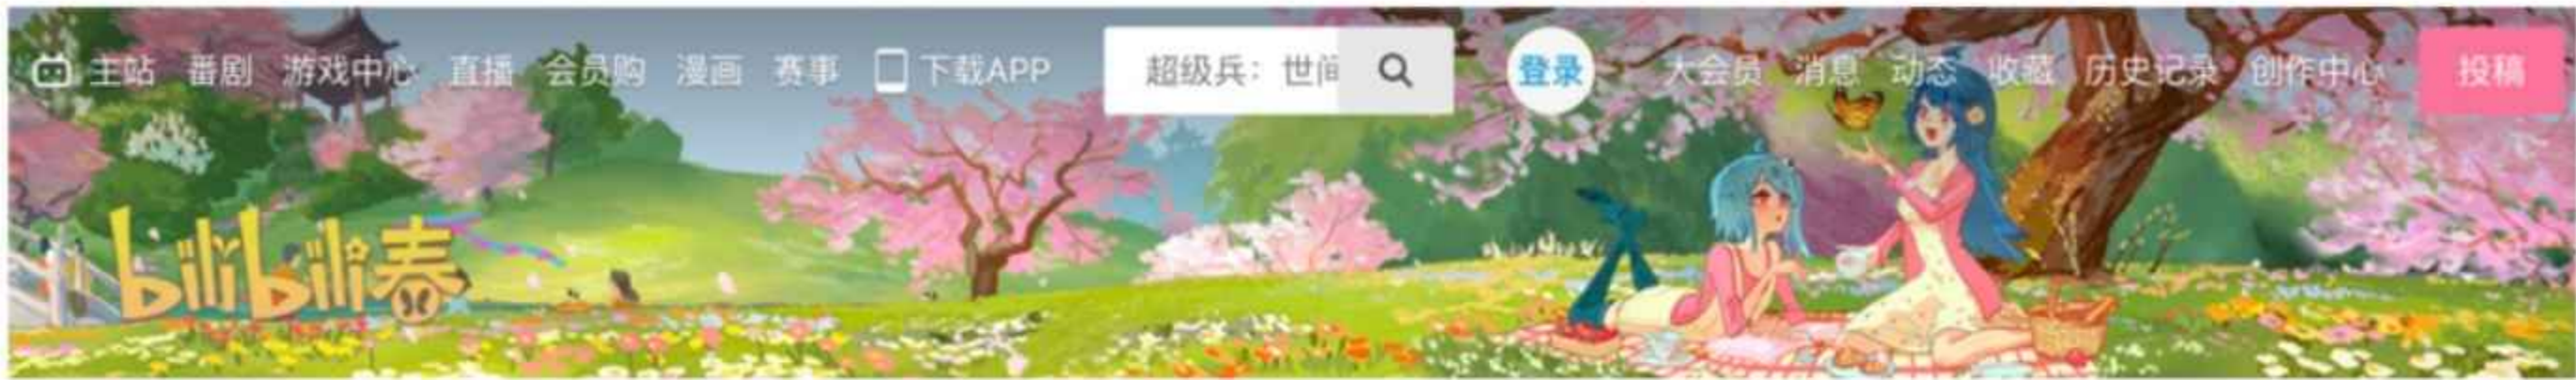 主站 番剧 游戏中心 直播 会员购 漫画 赛事 下载APP 超级兵：世间 登录 大会员 消息 动态 收藏 历史记录 创作中心 投稿
bilibili春